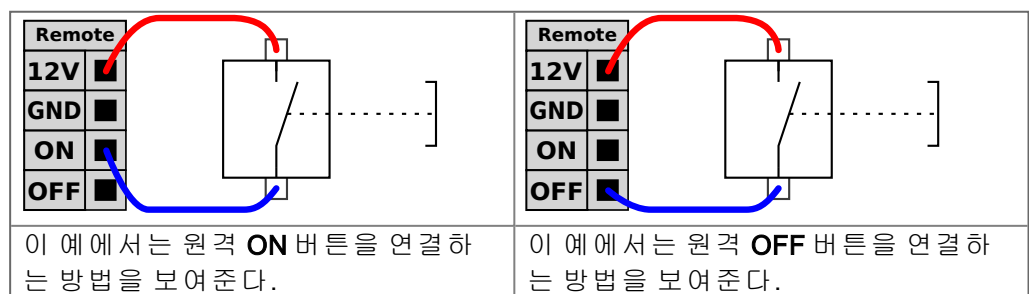 Remote
12V
GND
ON
OFF
이 예에서는 원격 ON 버튼을 연결하
는 방법을 보여준다.
Remote
12V
GND
ON
OFF
이 예에서는 원격 OFF 버튼을 연결하
는 방법을 보여준다.